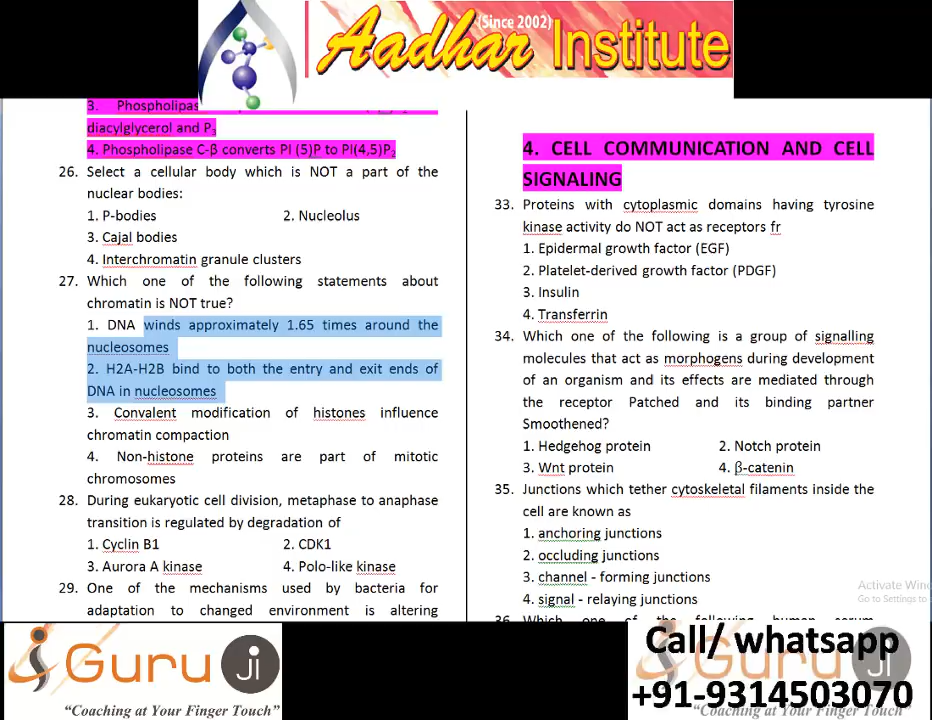 (Since 2002)
Aadhar Institute
3. Phospholipas
diacylglycerol and P3
4. Phospholipase C-β converts PI (5)P to PI(4,5)P2
26. Select a cellular body which is NOT a part of the
nuclear bodies:
1. P-bodies 2. Nucleolus
3. Cajal bodies
4. Interchromatin granule clusters
27. Which one of the following statements about
chromatin is NOT true?
1. DNA winds approximately 1.65 times around the
nucleosomes
2. H2A-H2B bind to both the entry and exit ends of
DNA in nucleosomes
3. Convalent modification of histones influence
chromatin compaction
4. Non-histone proteins are part of mitotic
chromosomes
28. During eukaryotic cell division, metaphase to anaphase
transition is regulated by degradation of
1. Cyclin B1 2. CDK1
3. Aurora A kinase 4. Polo-like kinase
29. One of the mechanisms used by bacteria for
adaptation to changed environment is altering
4. CELL COMMUNICATION AND CELL
SIGNALING
33. Proteins with cytoplasmic domains having tyrosine
kinase activity do NOT act as receptors fr
1. Epidermal growth factor (EGF)
2. Platelet-derived growth factor (PDGF)
3. Insulin
4. Transferrin
34. Which one of the following is a group of signalling
molecules that act as morphogens during development
of an organism and its effects are mediated through
the receptor Patched and its binding partner
Smoothened?
1. Hedgehog protein 2. Notch protein
3. Wnt protein 4. β-catenin
35. Junctions which tether cytoskeletal filaments inside the
cell are known as
1. anchoring junctions
2. occluding junctions
3. channel - forming junctions
4. signal - relaying junctions
36. Which one of the following human serum
Activate Win
Go to Settings to
Guru JI
“Coaching at Your Finger Touch”
Call/ whatsapp
+91-9314503070
JI
“Coaching at Your Finger Touch”